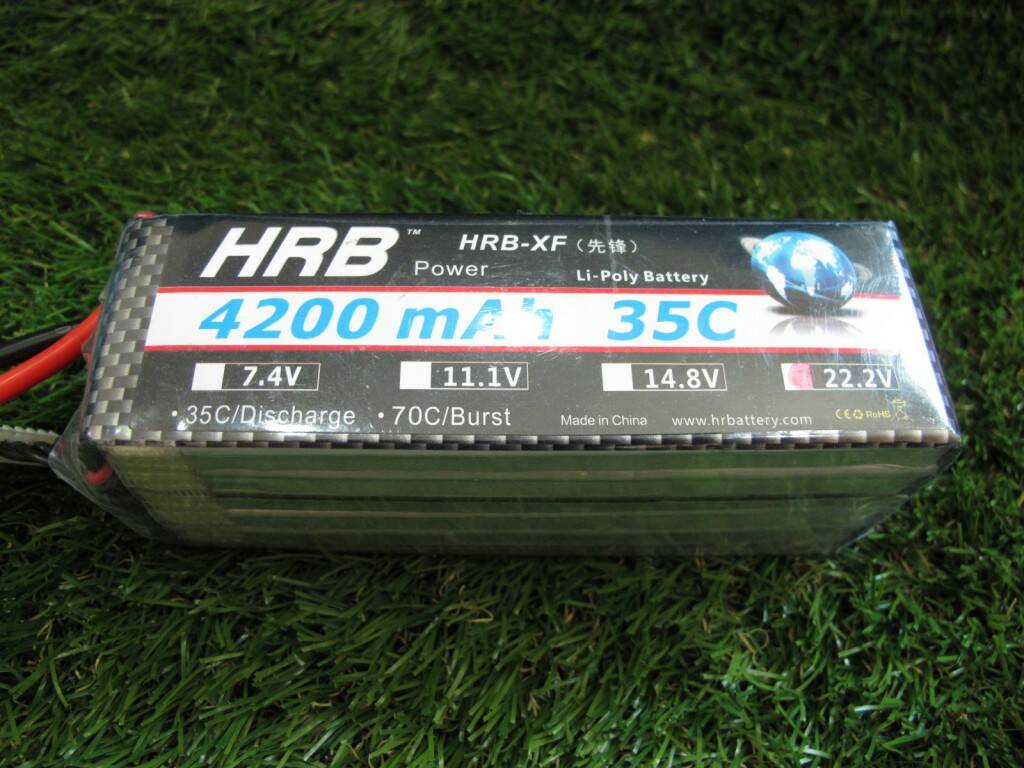 HRB™ Power HRB-XF（先锋）
Li-Poly Battery
4200 mAh 35C
7.4V 11.1V 14.8V 22.2V
•35C/Discharge •70C/Burst Made in China www.hrbattery.com CE RoHS